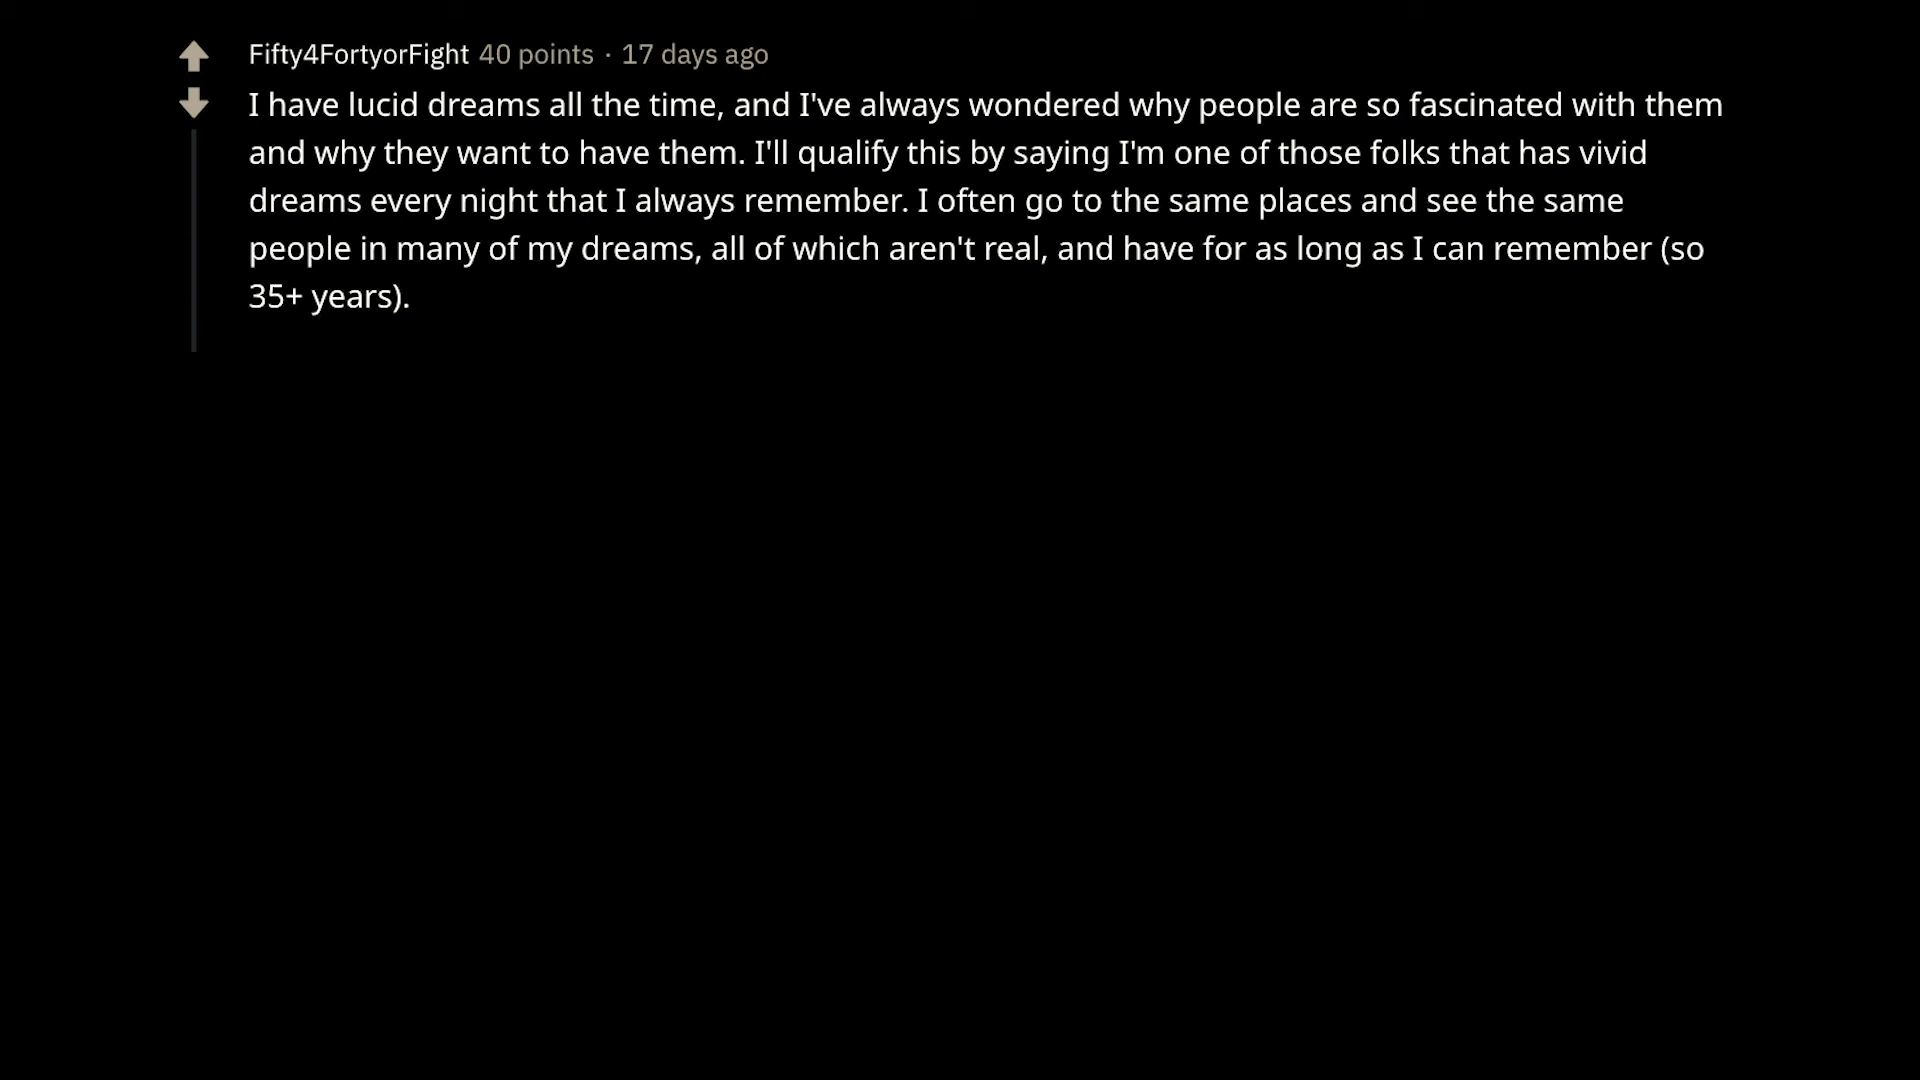 Fifty4FortyorFight 40 points · 17 days ago
I have lucid dreams all the time, and I've always wondered why people are so fascinated with them
and why they want to have them. I'll qualify this by saying I'm one of those folks that has vivid
dreams every night that I always remember. I often go to the same places and see the same
people in many of my dreams, all of which aren't real, and have for as long as I can remember (so
35+ years).